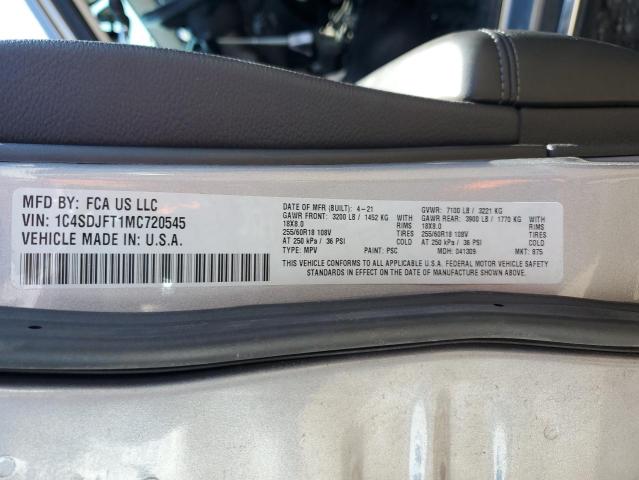 MFD BY: FCA US LLC
VIN: 1C4SDJFT1MC720545
VEHICLE MADE IN: U.S.A.
DATE OF MFR (BUILT): 4-21 GVWR: 7100 LB / 3221 KG
GAWR FRONT: 3200 LB / 1452 KG WITH GAWR REAR: 3900 LB / 1770 KG WITH
18X8.0 RIMS 18X8.0 RIMS
255/60R18 108V TIRES 255/60R18 108V TIRES
AT 250 kPa / 36 PSI COLD AT 250 kPa / 36 PSI COLD
TYPE: MPV PAINT: PSC MDH: 041309 MKT: 875
THIS VEHICLE CONFORMS TO ALL APPLICABLE U.S.A. FEDERAL MOTOR VEHICLE SAFETY
STANDARDS IN EFFECT ON THE DATE OF MANUFACTURE SHOWN ABOVE